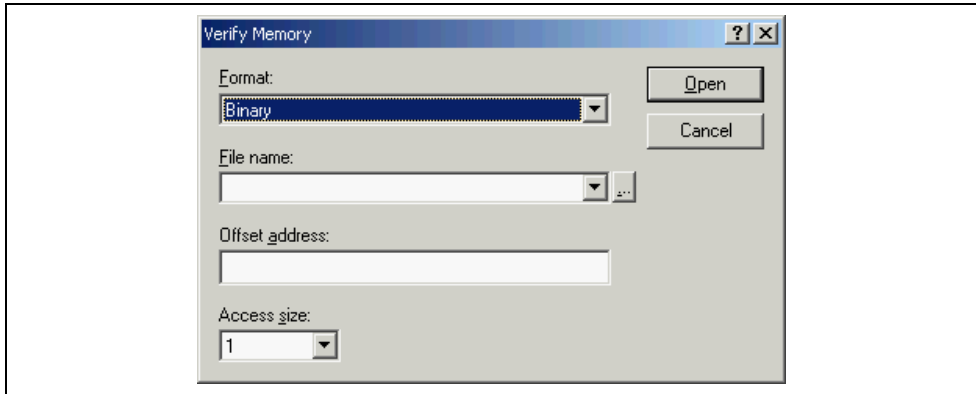 Verify Memory
Format:
Open
Binary
Cancel
File name:
...
Offset address:
Access size:
1